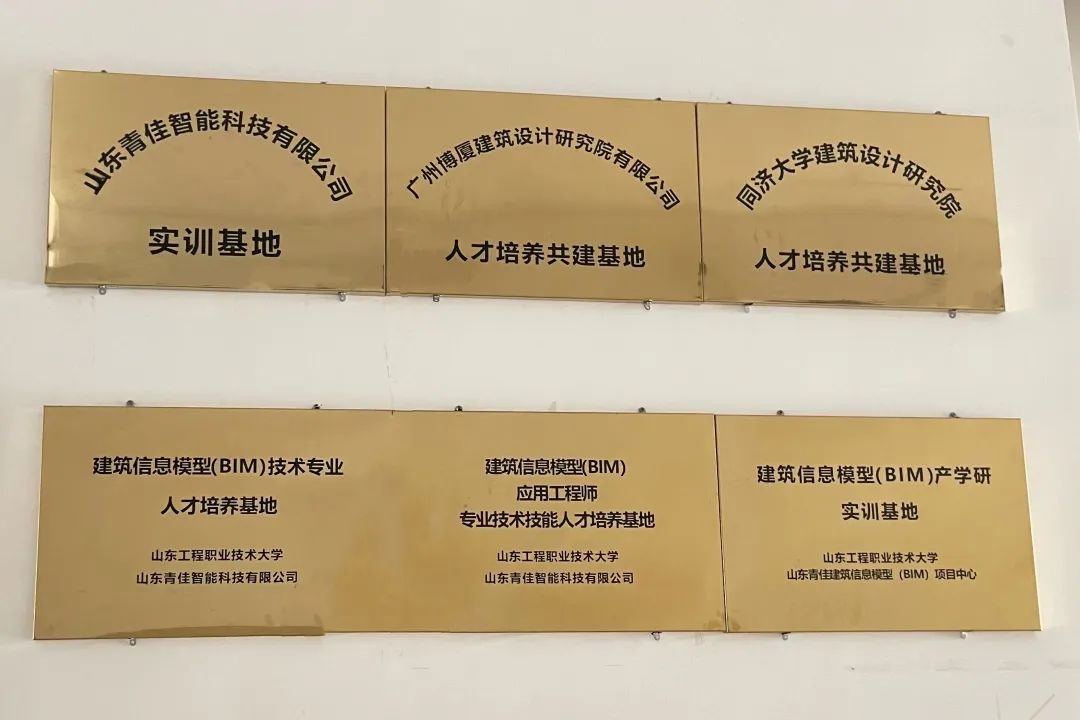 山东青佳智能科技有限公司
实训基地
广州博厦建筑设计研究院有限公司
人才培养共建基地
同济大学建筑设计研究院
人才培养共建基地
建筑信息模型(BIM)技术专业
人才培养基地
山东工程职业技术大学
山东青佳智能科技有限公司
建筑信息模型(BIM)
应用工程师
专业技术技能人才培养基地
山东工程职业技术大学
山东青佳智能科技有限公司
建筑信息模型(BIM)产学研
实训基地
山东工程职业技术大学
山东青佳建筑信息模型（BIM）项目中心